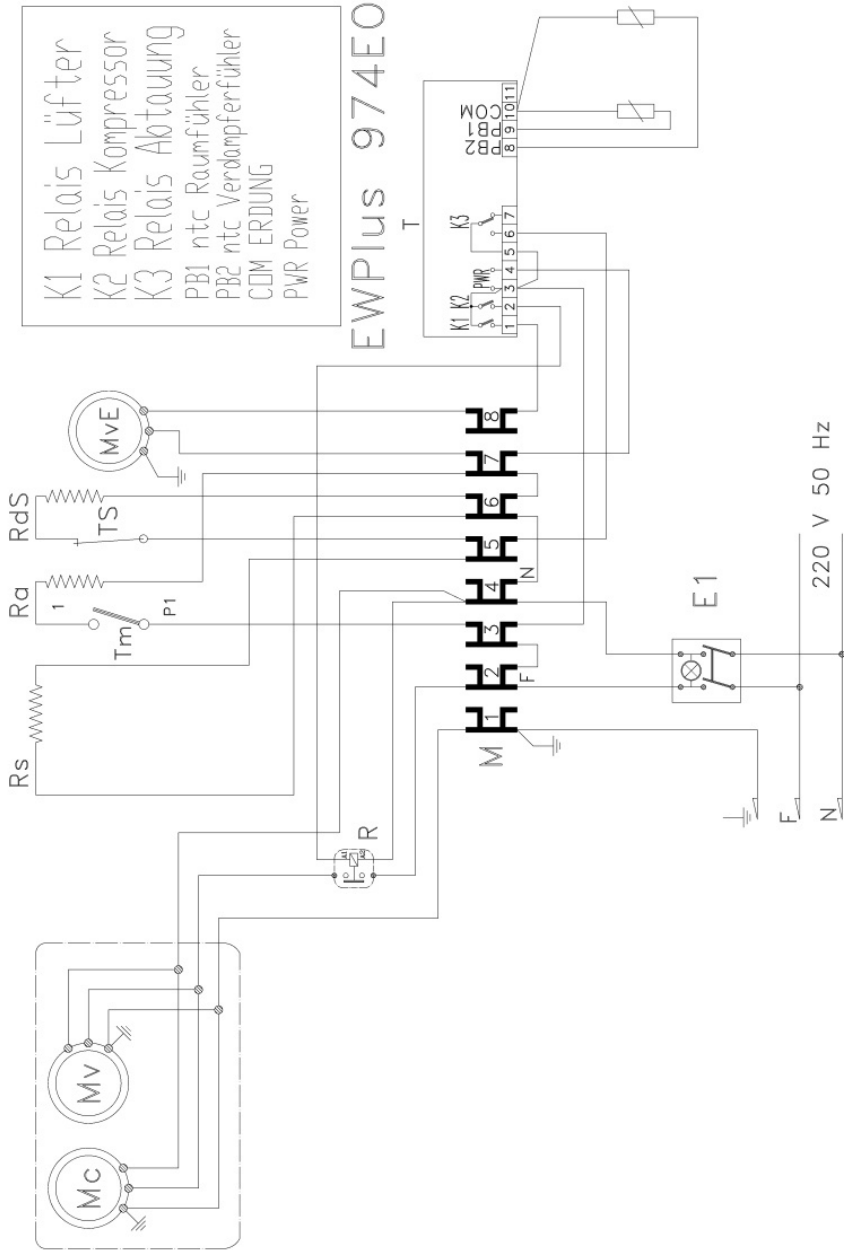 K1 Relais Lüfter
K2 Relais Kompressor
K3 Relais Abtauung
PB1 ntc Raumfühler
PB2 ntc Verdampferfühler
COM ERDUNG
PWR Power
EWPlus 974EO
T
K1 K2 PWR K3
1 2 3 4 5 6 7
PB2 PB1 COM
8 9 10 11
Rs
Ra
RdS
1
Tm
P1
TS
MvE
Mc
Mv
R
A1
A2
M
1 2 3 4 5 6 7 8
F
N
E1
F
N
220 V 50 Hz